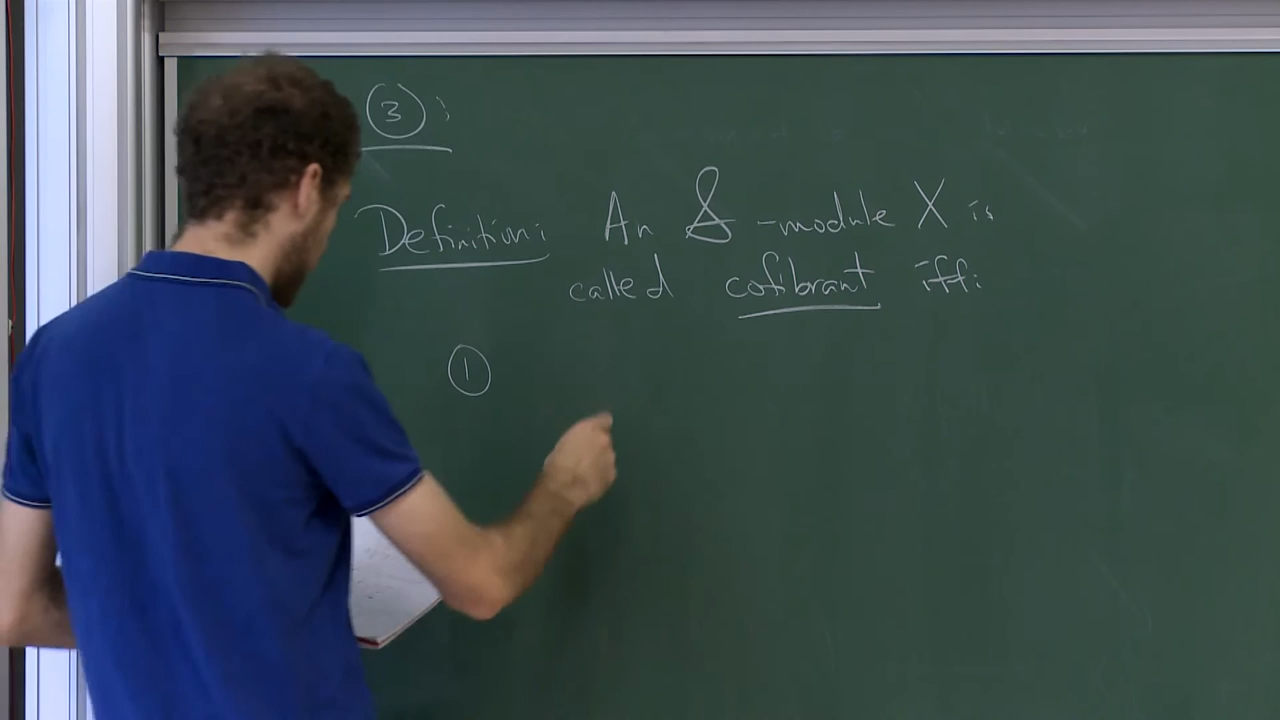 ③:
Definition: An 𝕊-module X is
called cofibrant iff:
①